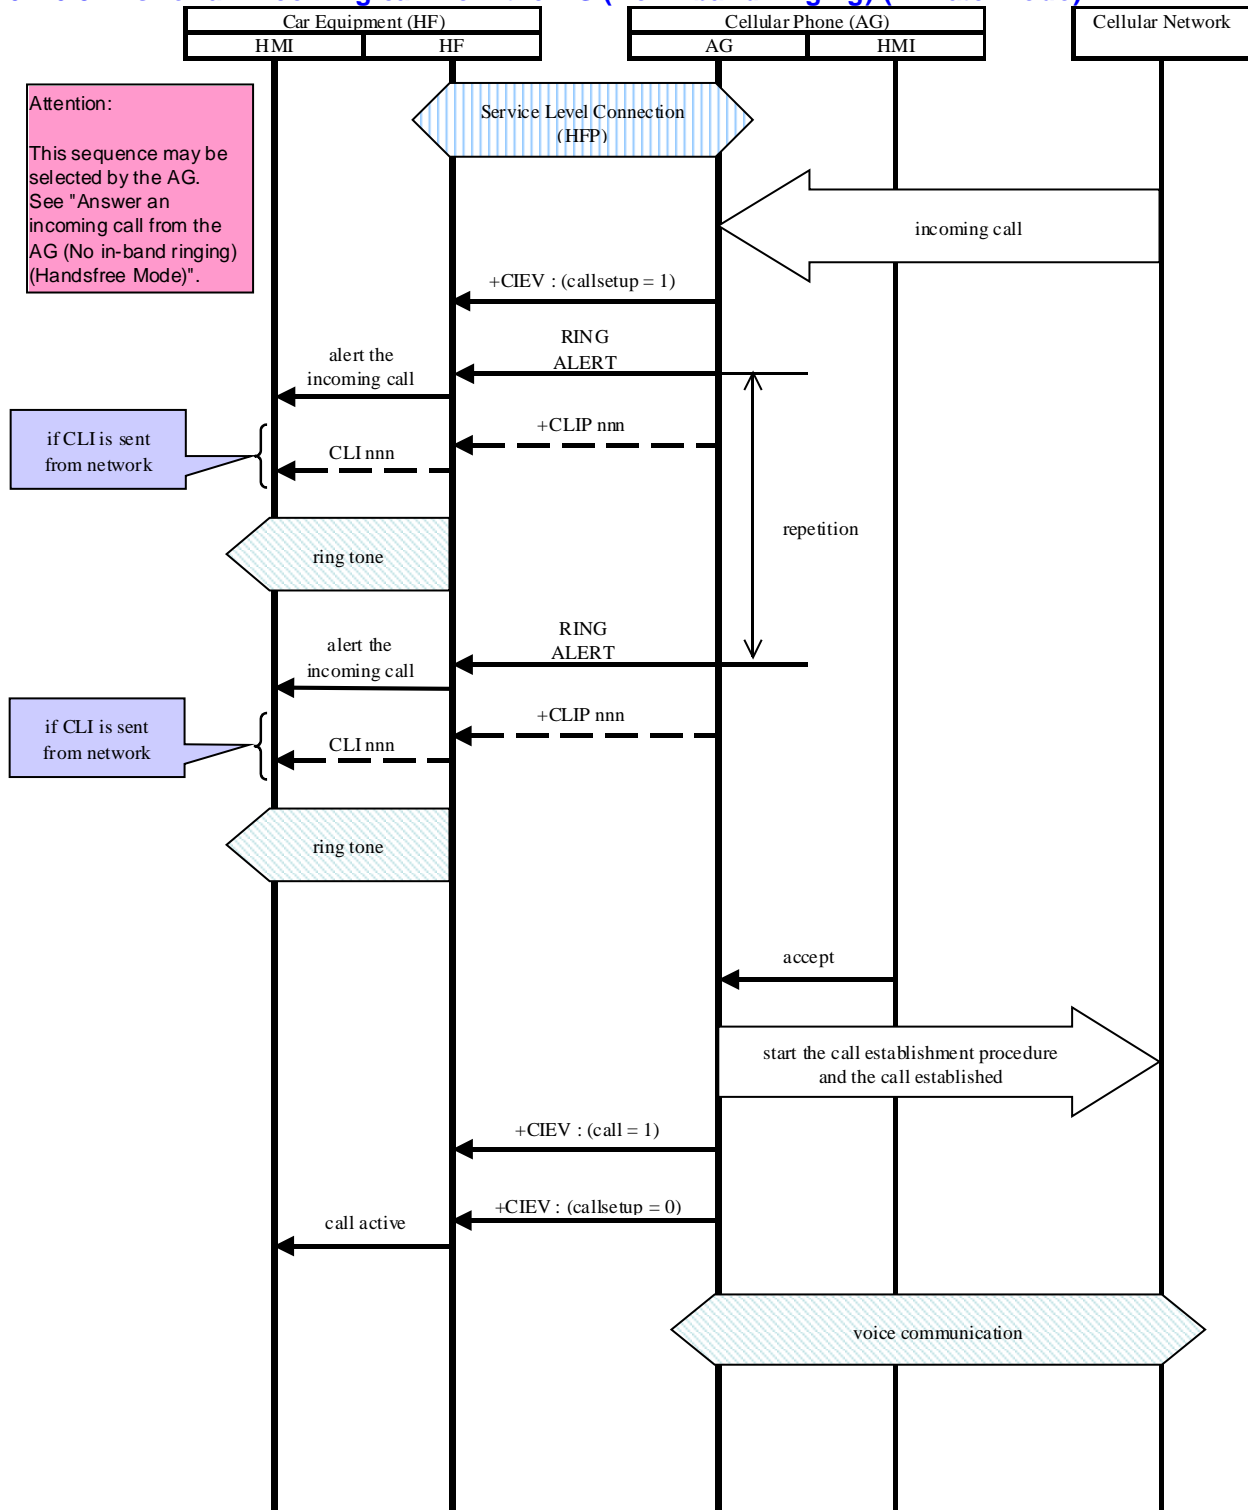 Car Equipment (HF)
Cellular Phone (AG)
Cellular Network
HMI
HF
AG
HMI
Attention:
This sequence may be
selected by the AG.
See "Answer an
incoming call from the
AG (No in-band ringing)
(Handsfree Mode)".
Service Level Connection
(HFP)
incoming call
+CIEV : (callsetup = 1)
RING
ALERT
alert the
incoming call
if CLI is sent
from network
+CLIP nnn
CLI nnn
repetition
ring tone
RING
ALERT
alert the
incoming call
if CLI is sent
from network
+CLIP nnn
CLI nnn
ring tone
accept
start the call establishment procedure
and the call established
+CIEV : (call = 1)
+CIEV : (callsetup = 0)
call active
voice communication